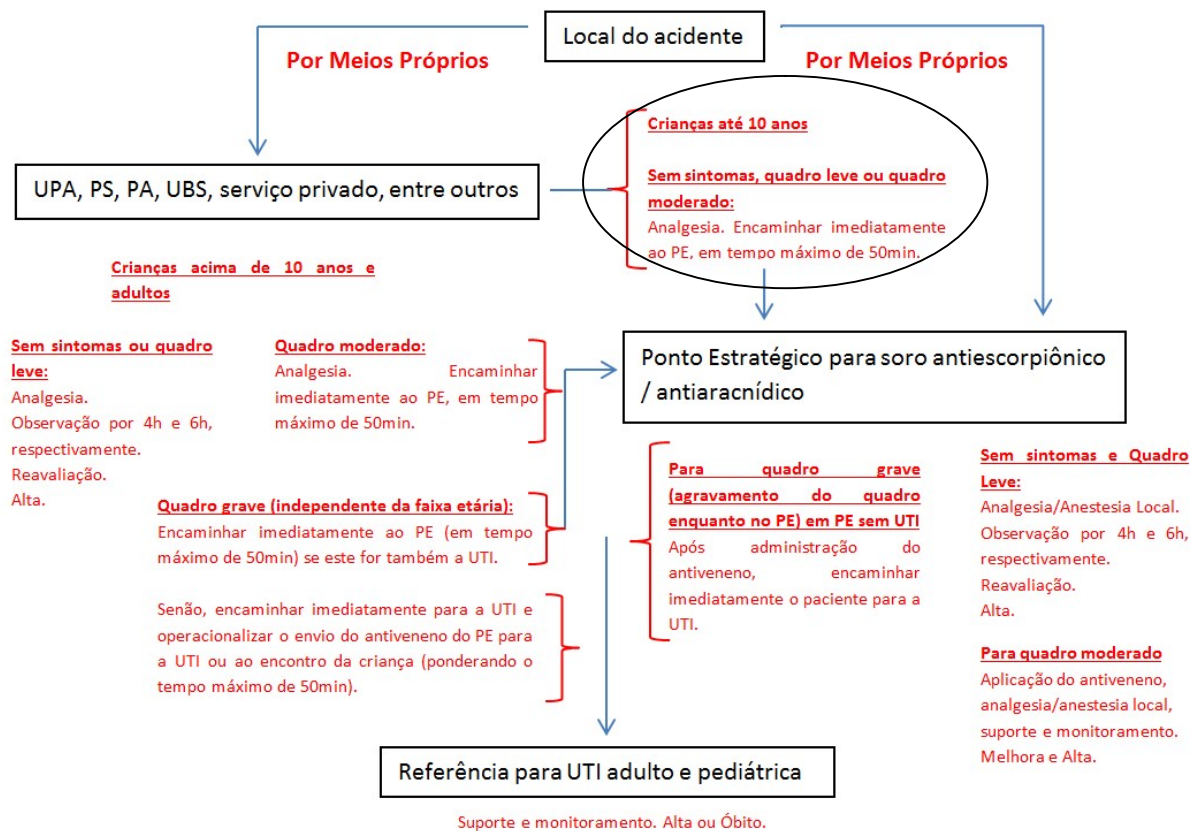 Local do acidente
Por Meios Próprios
Por Meios Próprios
UPA, PS, PA, UBS, serviço privado, entre outros
Crianças até 10 anos
Sem sintomas, quadro leve ou quadro
moderado:
Analgesia. Encaminhar imediatamente
ao PE, em tempo máximo de 50min.
Crianças acima de 10 anos e
adultos
Sem sintomas ou quadro
leve:
Analgesia.
Observação por 4h e 6h,
respectivamente.
Reavaliação.
Alta.
Quadro moderado:
Analgesia. Encaminhar
imediatamente ao PE, em tempo
máximo de 50min.
Ponto Estratégico para soro antiescorpiônico
/ antiaracnídico
Quadro grave (independente da faixa etária):
Encaminhar imediatamente ao PE (em tempo
máximo de 50min) se este for também a UTI.
Senão, encaminhar imediatamente para a UTI e
operacionalizar o envio do antiveneno do PE para
a UTI ou ao encontro da criança (ponderando o
tempo máximo de 50min).
Para quadro grave
(agravamento do quadro
enquanto no PE) em PE sem UTI
Após administração do
antiveneno, encaminhar
imediatamente o paciente para a
UTI.
Sem sintomas e Quadro
Leve:
Analgesia/Anestesia Local.
Observação por 4h e 6h,
respectivamente.
Reavaliação.
Alta.
Para quadro moderado
Aplicação do antiveneno,
analgesia/anestesia local,
suporte e monitoramento.
Melhora e Alta.
Referência para UTI adulto e pediátrica
Suporte e monitoramento. Alta ou Óbito.